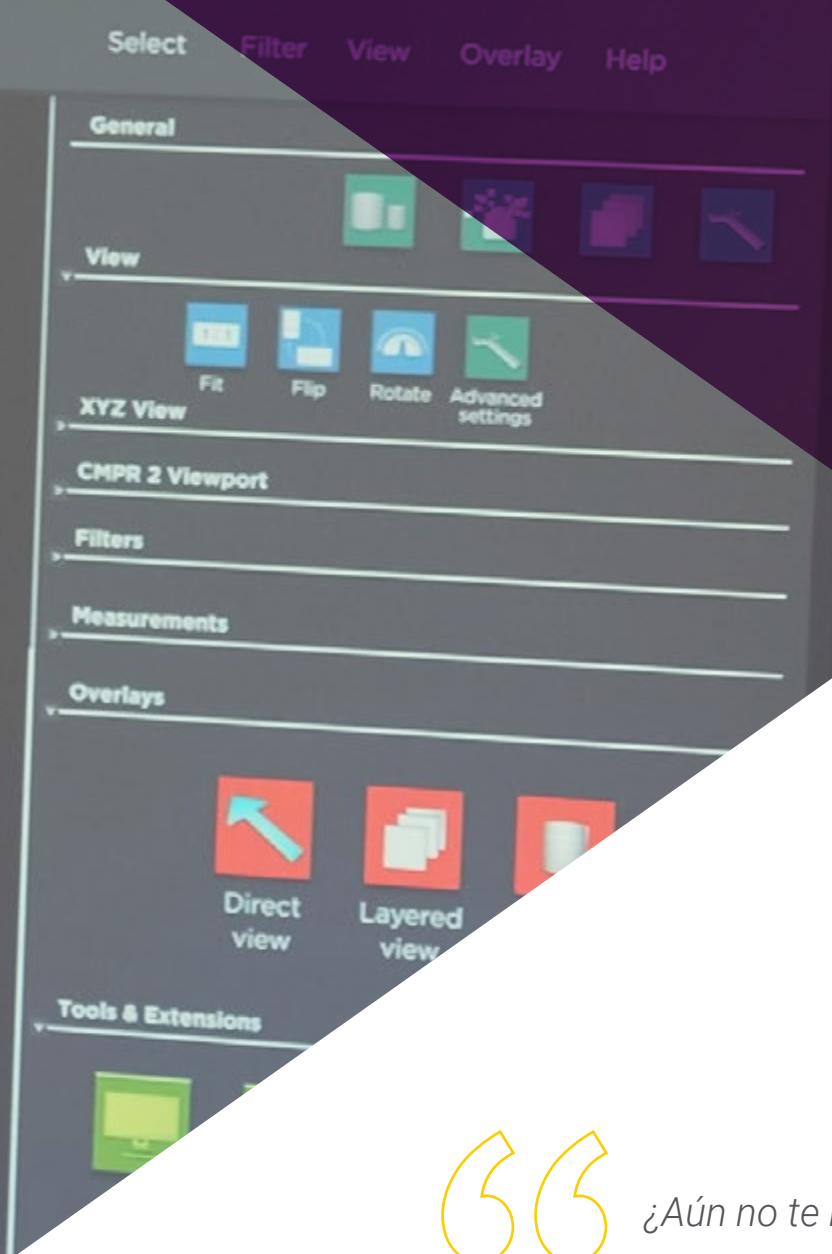 Select Filter View Overlay Help
General
View
Fit Flip Rotate Advanced
settings
XYZ View
CMPR 2 Viewport
Filters
Measurements
Overlays
Direct Layered
view view
Tools & Extensions
¿Aún no te